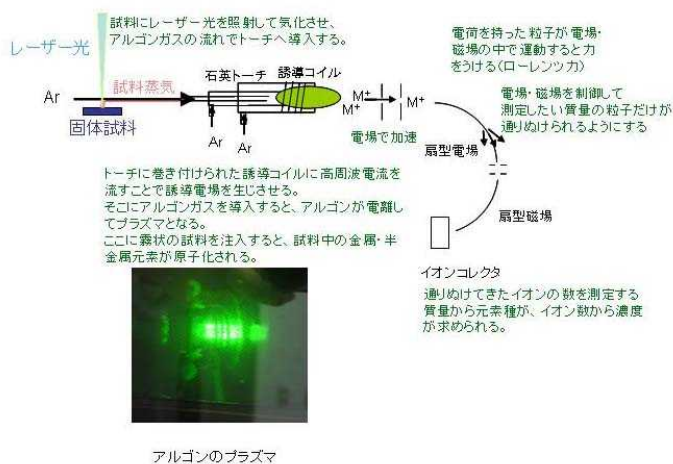 試料にレーザー光を照射して気化させ、
アルゴンガスの流れでトーチへ導入する。
レーザー光
試料蒸気
Ar
固体試料
石英トーチ
誘導コイル
Ar
Ar
M⁺
M⁺
M⁺
電場で加速
電荷を持った粒子が電場・
磁場の中で運動すると力
をうける(ローレンツ力)
電場・磁場を制御して
測定したい質量の粒子だけが
通りぬけられるようにする
扇型電場
扇型磁場
イオンコレクタ
通りぬけてきたイオンの数を測定する
質量から元素種が、イオン数から濃度
が求められる。
トーチに巻き付けられた誘導コイルに高周波電流を
流すことで誘導電場を生じさせる。
そこにアルゴンガスを導入すると、アルゴンが電離し
てプラズマとなる。
ここに霧状の試料を注入すると、試料中の金属・半
金属元素が原子化される。
アルゴンのプラズマ